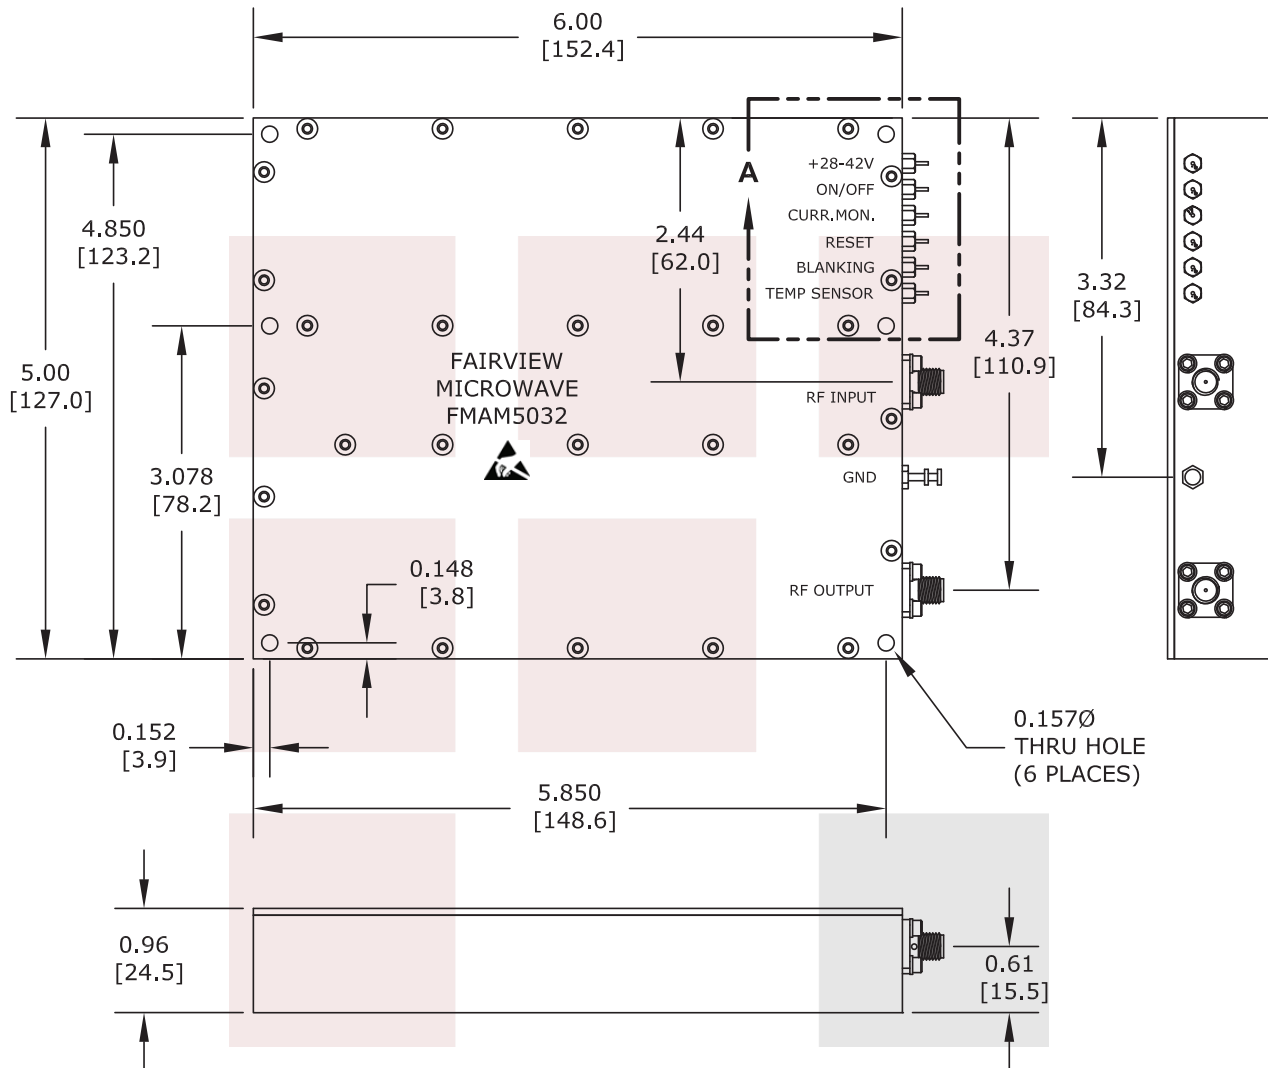 6.00
[152.4]
A
+28-42V
ON/OFF
CURR.MON.
RESET
BLANKING
TEMP SENSOR
4.850
[123.2]
2.44
[62.0]
3.32
[84.3]
4.37
[110.9]
5.00
[127.0]
FAIRVIEW
MICROWAVE
FMAM5032
RF INPUT
3.078
[78.2]
GND
0.148
[3.8]
RF OUTPUT
0.152
[3.9]
0.157Ø
THRU HOLE
(6 PLACES)
5.850
[148.6]
0.96
[24.5]
0.61
[15.5]